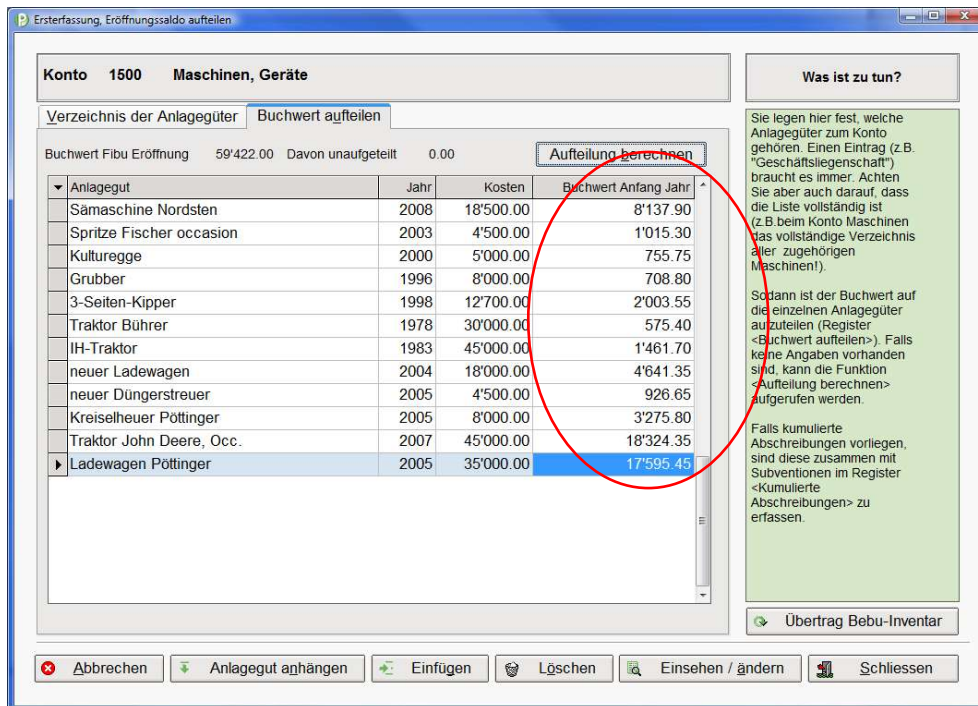 Ersterfassung, Eröffnungssaldo aufteilen
Konto 1500 Maschinen, Geräte
Was ist zu tun?
Verzeichnis der Anlagegüter Buchwert aufteilen
Buchwert Fibu Eröffnung 59'422.00 Davon unaufgeteilt 0.00 Aufteilung berechnen
Anlagegut Jahr Kosten Buchwert Anfang Jahr
Sämaschine Nordsten 2008 18'500.00 8'137.90
Spritze Fischer occasion 2003 4'500.00 1'015.30
Kulturegge 2000 5'000.00 755.75
Grubber 1996 8'000.00 708.80
3-Seiten-Kipper 1998 12'700.00 2'003.55
Traktor Bührer 1978 30'000.00 575.40
IH-Traktor 1983 45'000.00 1'461.70
neuer Ladewagen 2004 18'000.00 4'641.35
neuer Düngerstreuer 2005 4'500.00 926.65
Kreiselheuer Pöttinger 2005 8'000.00 3'275.80
Traktor John Deere, Occ. 2007 45'000.00 18'324.35
Ladewagen Pöttinger 2005 35'000.00 17'595.45
Sie legen hier fest, welche
Anlagegüter zum Konto
gehören. Einen Eintrag (z.B.
"Geschäftsliegenschaft")
braucht es immer. Achten
Sie aber auch darauf, dass
die Liste vollständig ist
(z.B.beim Konto Maschinen
das vollständige Verzeichnis
aller zugehörigen
Maschinen!).
Sodann ist der Buchwert auf
die einzelnen Anlagegüter
aufzuteilen (Register
<Buchwert aufteilen>). Falls
keine Angaben vorhanden
sind, kann die Funktion
<Aufteilung berechnen>
aufgerufen werden.
Falls kumulierte
Abschreibungen vorliegen,
sind diese zusammen mit
Subventionen im Register
<Kumulierte
Abschreibungen> zu
erfassen.
Übertrag Bebu-Inventar
Abbrechen Anlagegut anhängen Einfügen Löschen Einsehen / ändern Schliessen